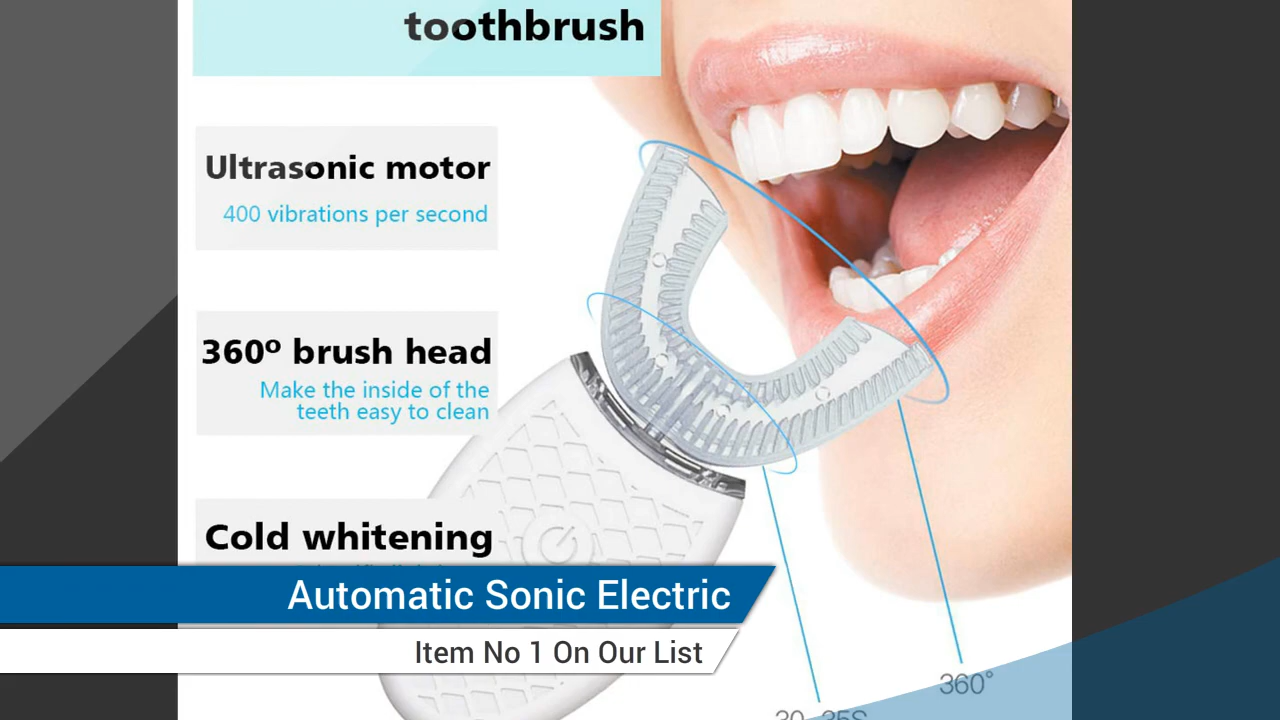 toothbrush
Ultrasonic motor
400 vibrations per second
360º brush head
Make the inside of the
teeth easy to clean
Cold whitening
Automatic Sonic Electric
Item No 1 On Our List
360°